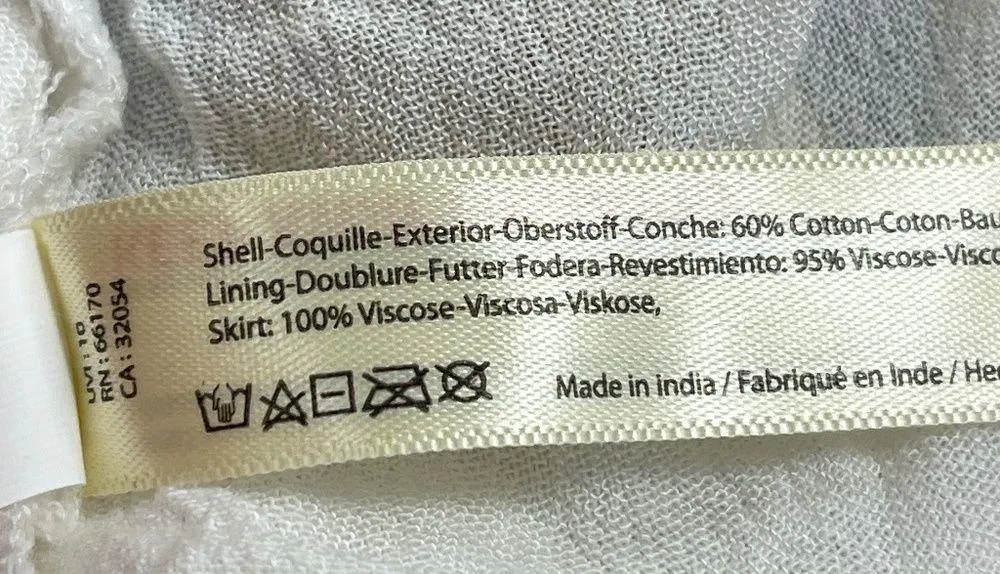 Shell-Coquille-Exterior-Oberstoff-Conche: 60% Cotton-Coton-Bau
Lining-Doublure-Futter-Fodera-Revestimiento: 95% Viscose-Visco
Skirt: 100% Viscose-Viscosa-Viskose,
Made in india / Fabriqué en Inde / He
RN : 66170
CA : 32054